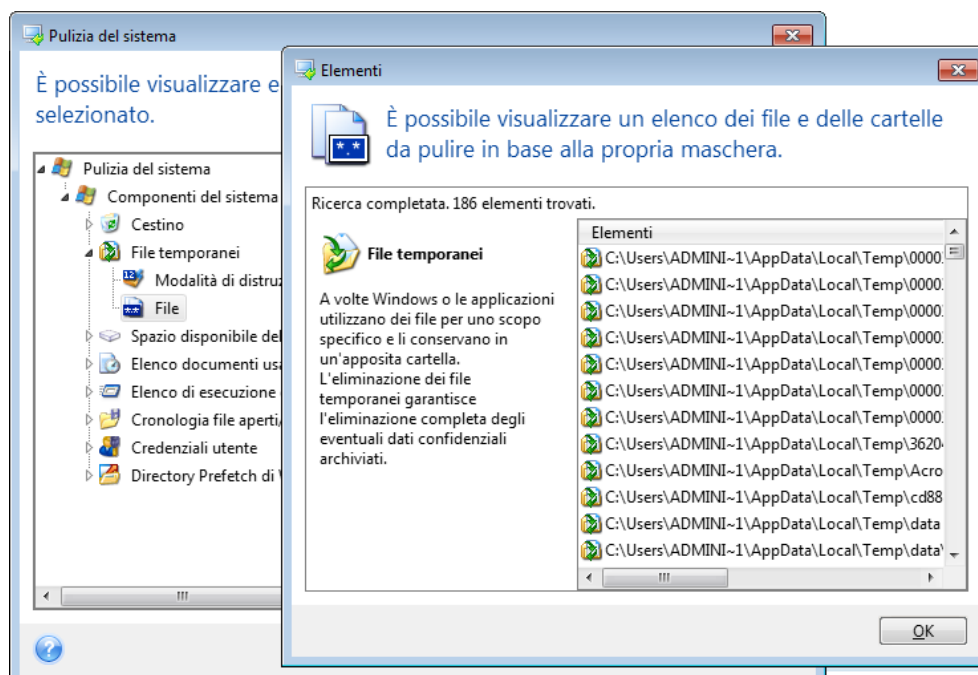 Pulizia del sistema
È possibile visualizzare e
selezionato.
Pulizia del sistema
Componenti del sistema
Cestino
File temporanei
Modalità di distruz
File
Spazio disponibile del
Elenco documenti usa
Elenco di esecuzione
Cronologia file aperti/
Credenziali utente
Directory Prefetch di
Elementi
È possibile visualizzare un elenco dei file e delle cartelle
da pulire in base alla propria maschera.
*.*
Ricerca completata. 186 elementi trovati.
File temporanei
A volte Windows o le applicazioni
utilizzano dei file per uno scopo
specifico e li conservano in
un'apposita cartella.
L'eliminazione dei file
temporanei garantisce
l'eliminazione completa degli
eventuali dati confidenziali
archiviati.
Elementi
C:\Users\ADMINI~1\AppData\Local\Temp\0000
C:\Users\ADMINI~1\AppData\Local\Temp\0000
C:\Users\ADMINI~1\AppData\Local\Temp\0000
C:\Users\ADMINI~1\AppData\Local\Temp\0000
C:\Users\ADMINI~1\AppData\Local\Temp\0000
C:\Users\ADMINI~1\AppData\Local\Temp\0000
C:\Users\ADMINI~1\AppData\Local\Temp\0000
C:\Users\ADMINI~1\AppData\Local\Temp\3620
C:\Users\ADMINI~1\AppData\Local\Temp\Acro
C:\Users\ADMINI~1\AppData\Local\Temp\cd88
C:\Users\ADMINI~1\AppData\Local\Temp\data
C:\Users\ADMINI~1\AppData\Local\Temp\data\
OK